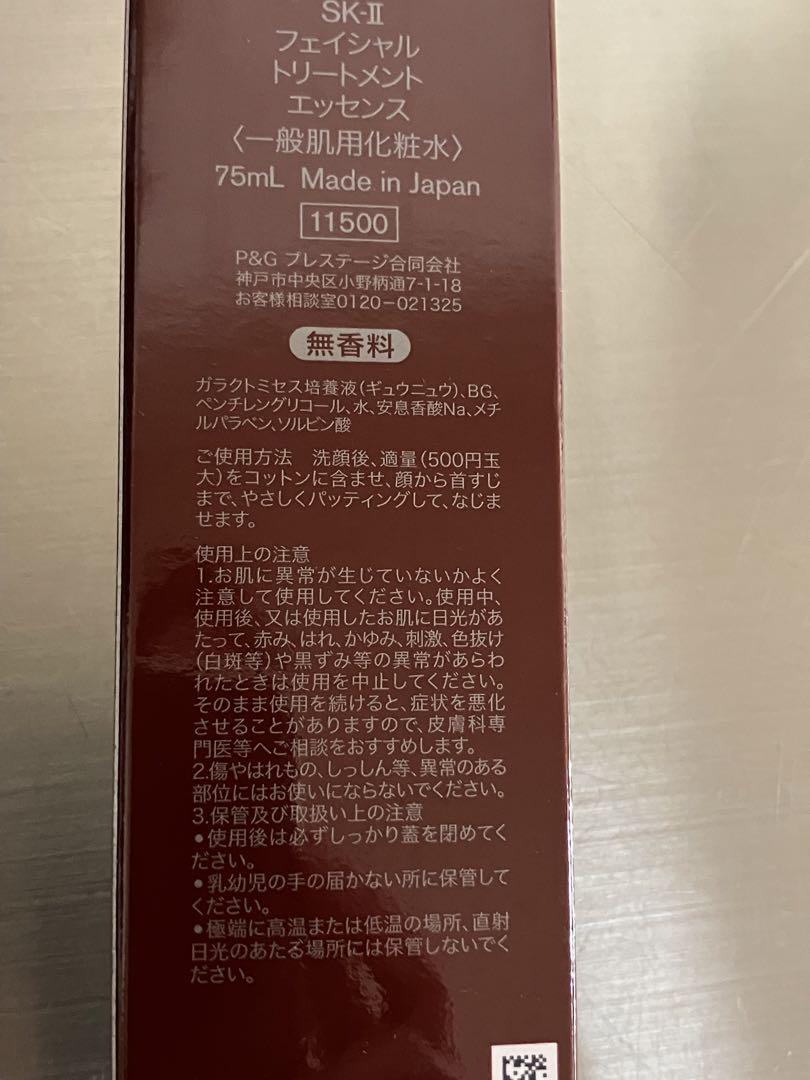 SK-Ⅱ
フェイシャル
トリートメント
エッセンス
〈一般肌用化粧水〉
75mL Made in Japan
11500
P&G プレステージ合同会社
神戸市中央区小野柄通7-1-18
お客様相談室0120-021325
無香料
ガラクトミセス培養液(ギュウニュウ)、BG、
ペンチレングリコール、水、安息香酸Na、メチ
ルパラベン、ソルビン酸
ご使用方法 洗顔後、適量(500円玉
大)をコットンに含ませ、顔から首すじ
まで、やさしくパッティングして、なじま
せます。
使用上の注意
1.お肌に異常が生じていないかよく
注意して使用してください。使用中、
使用後、又は使用したお肌に日光があ
たって、赤み、はれ、かゆみ、刺激、色抜け
(白斑等)や黒ずみ等の異常があらわ
れたときは使用を中止してください。
そのまま使用を続けると、症状を悪化
させることがありますので、皮膚科専
門医等へご相談をおすすめします。
2.傷やはれもの、しっしん等、異常のある
部位にはお使いにならないでください。
3.保管及び取扱い上の注意
●使用後は必ずしっかり蓋を閉めてく
ださい。
●乳幼児の手の届かない所に保管して
ください。
●極端に高温または低温の場所、直射
日光のあたる場所には保管しないでく
ださい。